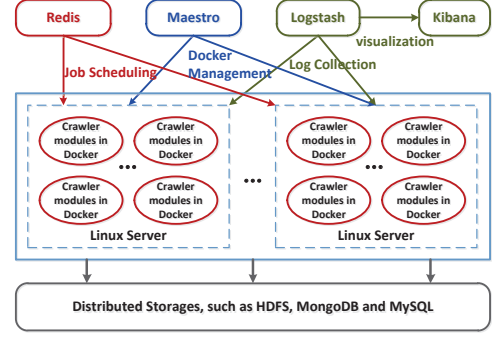 Redis
Maestro
Logstash
Kibana
visualization
Docker
Management
Job Scheduling
Log Collection
Crawler
modules in
Docker
Crawler
modules in
Docker
...
Crawler
modules in
Docker
Crawler
modules in
Docker
Linux Server
...
Crawler
modules in
Docker
Crawler
modules in
Docker
...
Crawler
modules in
Docker
Crawler
modules in
Docker
Linux Server
Distributed Storages, such as HDFS, MongoDB and MySQL